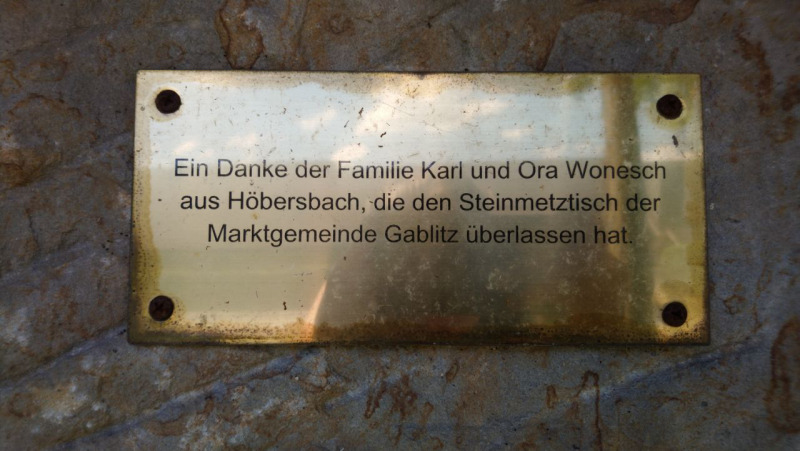 Ein Danke der Familie Karl und Ora Wonesch
aus Höbersbach, die den Steinmetztisch der
Marktgemeinde Gablitz überlassen hat.